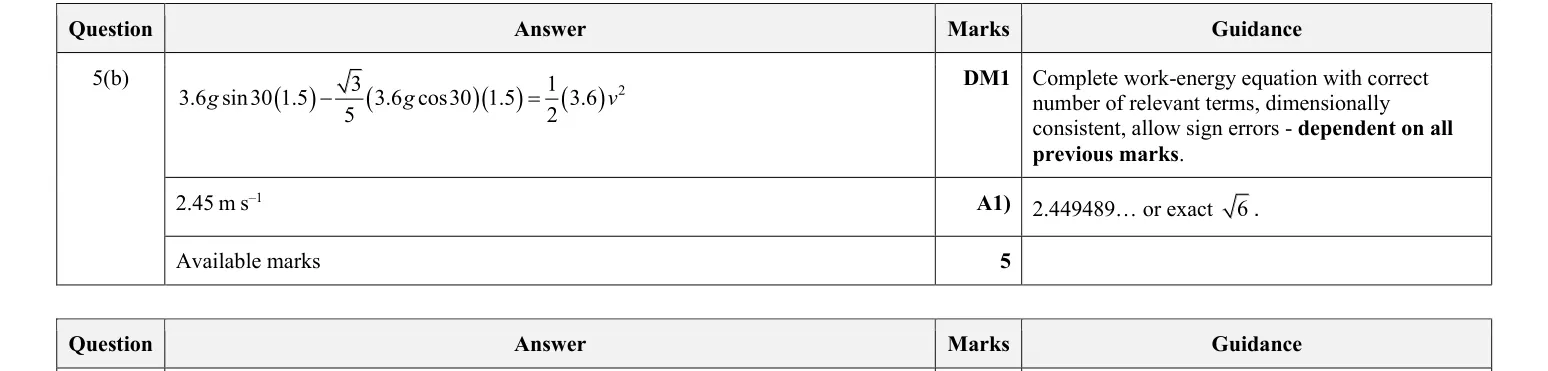 Question Answer Marks Guidance
5(b) 3.6g sin30(1.5) − √3/5 (3.6g cos30)(1.5) = 1/2 (3.6)v² DM1 Complete work-energy equation with correct
number of relevant terms, dimensionally
consistent, allow sign errors - dependent on all
previous marks.
2.45 m s⁻¹ A1) 2.449489… or exact √6 .
Available marks 5
Question Answer Marks Guidance